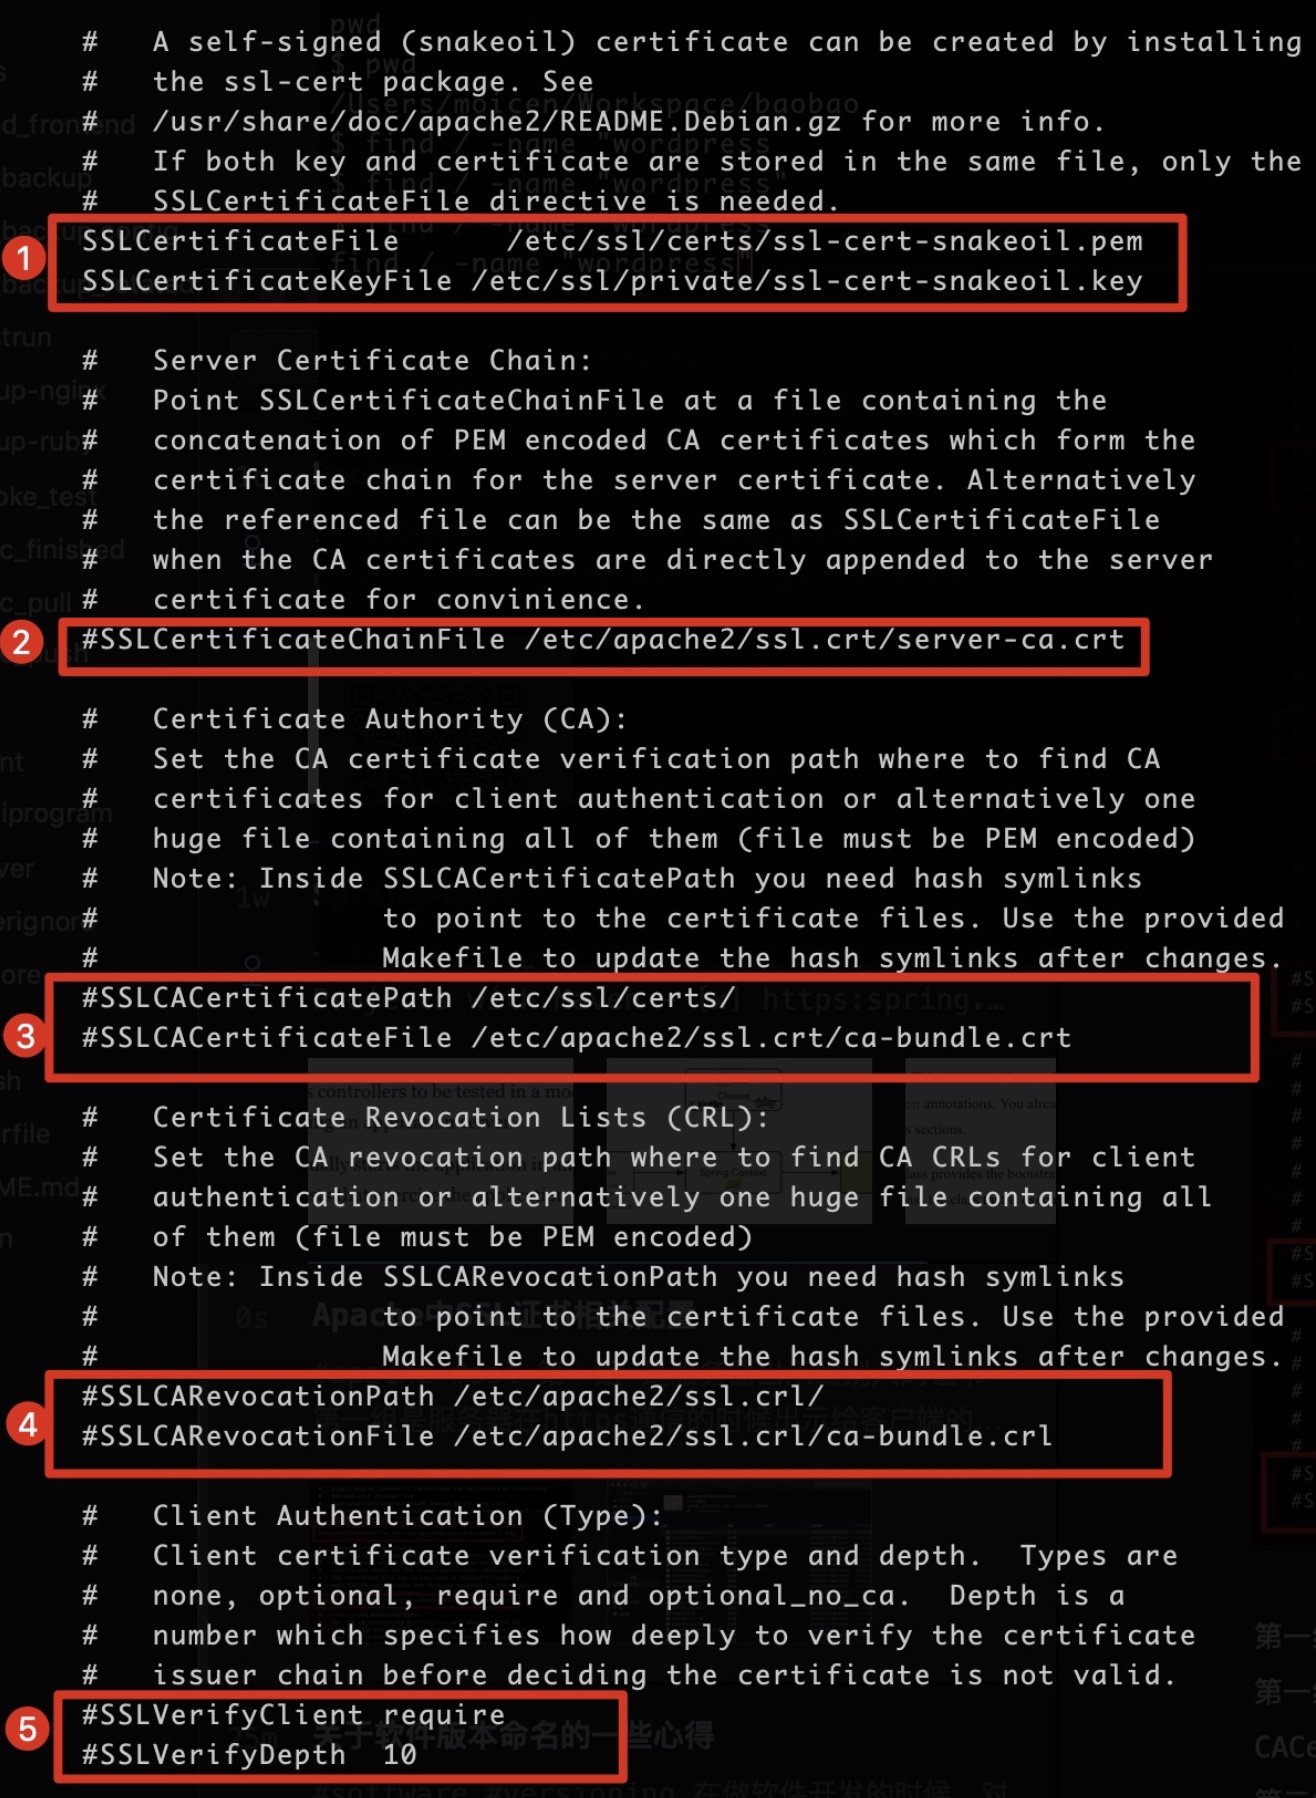 #   A self-signed (snakeoil) certificate can be created by installing
#   the ssl-cert package. See
#   /usr/share/doc/apache2/README.Debian.gz for more info.
#   If both key and certificate are stored in the same file, only the
#   SSLCertificateFile directive is needed.
1
SSLCertificateFile      /etc/ssl/certs/ssl-cert-snakeoil.pem
SSLCertificateKeyFile /etc/ssl/private/ssl-cert-snakeoil.key
#   Server Certificate Chain:
#   Point SSLCertificateChainFile at a file containing the
#   concatenation of PEM encoded CA certificates which form the
#   certificate chain for the server certificate. Alternatively
#   the referenced file can be the same as SSLCertificateFile
#   when the CA certificates are directly appended to the server
#   certificate for convinience.
2
#SSLCertificateChainFile /etc/apache2/ssl.crt/server-ca.crt
#   Certificate Authority (CA):
#   Set the CA certificate verification path where to find CA
#   certificates for client authentication or alternatively one
#   huge file containing all of them (file must be PEM encoded)
#   Note: Inside SSLCACertificatePath you need hash symlinks
#                to point to the certificate files. Use the provided
#                Makefile to update the hash symlinks after changes.
3
#SSLCACertificatePath /etc/ssl/certs/
#SSLCACertificateFile /etc/apache2/ssl.crt/ca-bundle.crt
#   Certificate Revocation Lists (CRL):
#   Set the CA revocation path where to find CA CRLs for client
#   authentication or alternatively one huge file containing all
#   of them (file must be PEM encoded)
#   Note: Inside SSLCARevocationPath you need hash symlinks
#                to point to the certificate files. Use the provided
#                Makefile to update the hash symlinks after changes.
4
#SSLCARevocationPath /etc/apache2/ssl.crl/
#SSLCARevocationFile /etc/apache2/ssl.crl/ca-bundle.crl
#   Client Authentication (Type):
#   Client certificate verification type and depth.  Types are
#   none, optional, require and optional_no_ca.  Depth is a
#   number which specifies how deeply to verify the certificate
#   issuer chain before deciding the certificate is not valid.
5
#SSLVerifyClient require
#SSLVerifyDepth  10